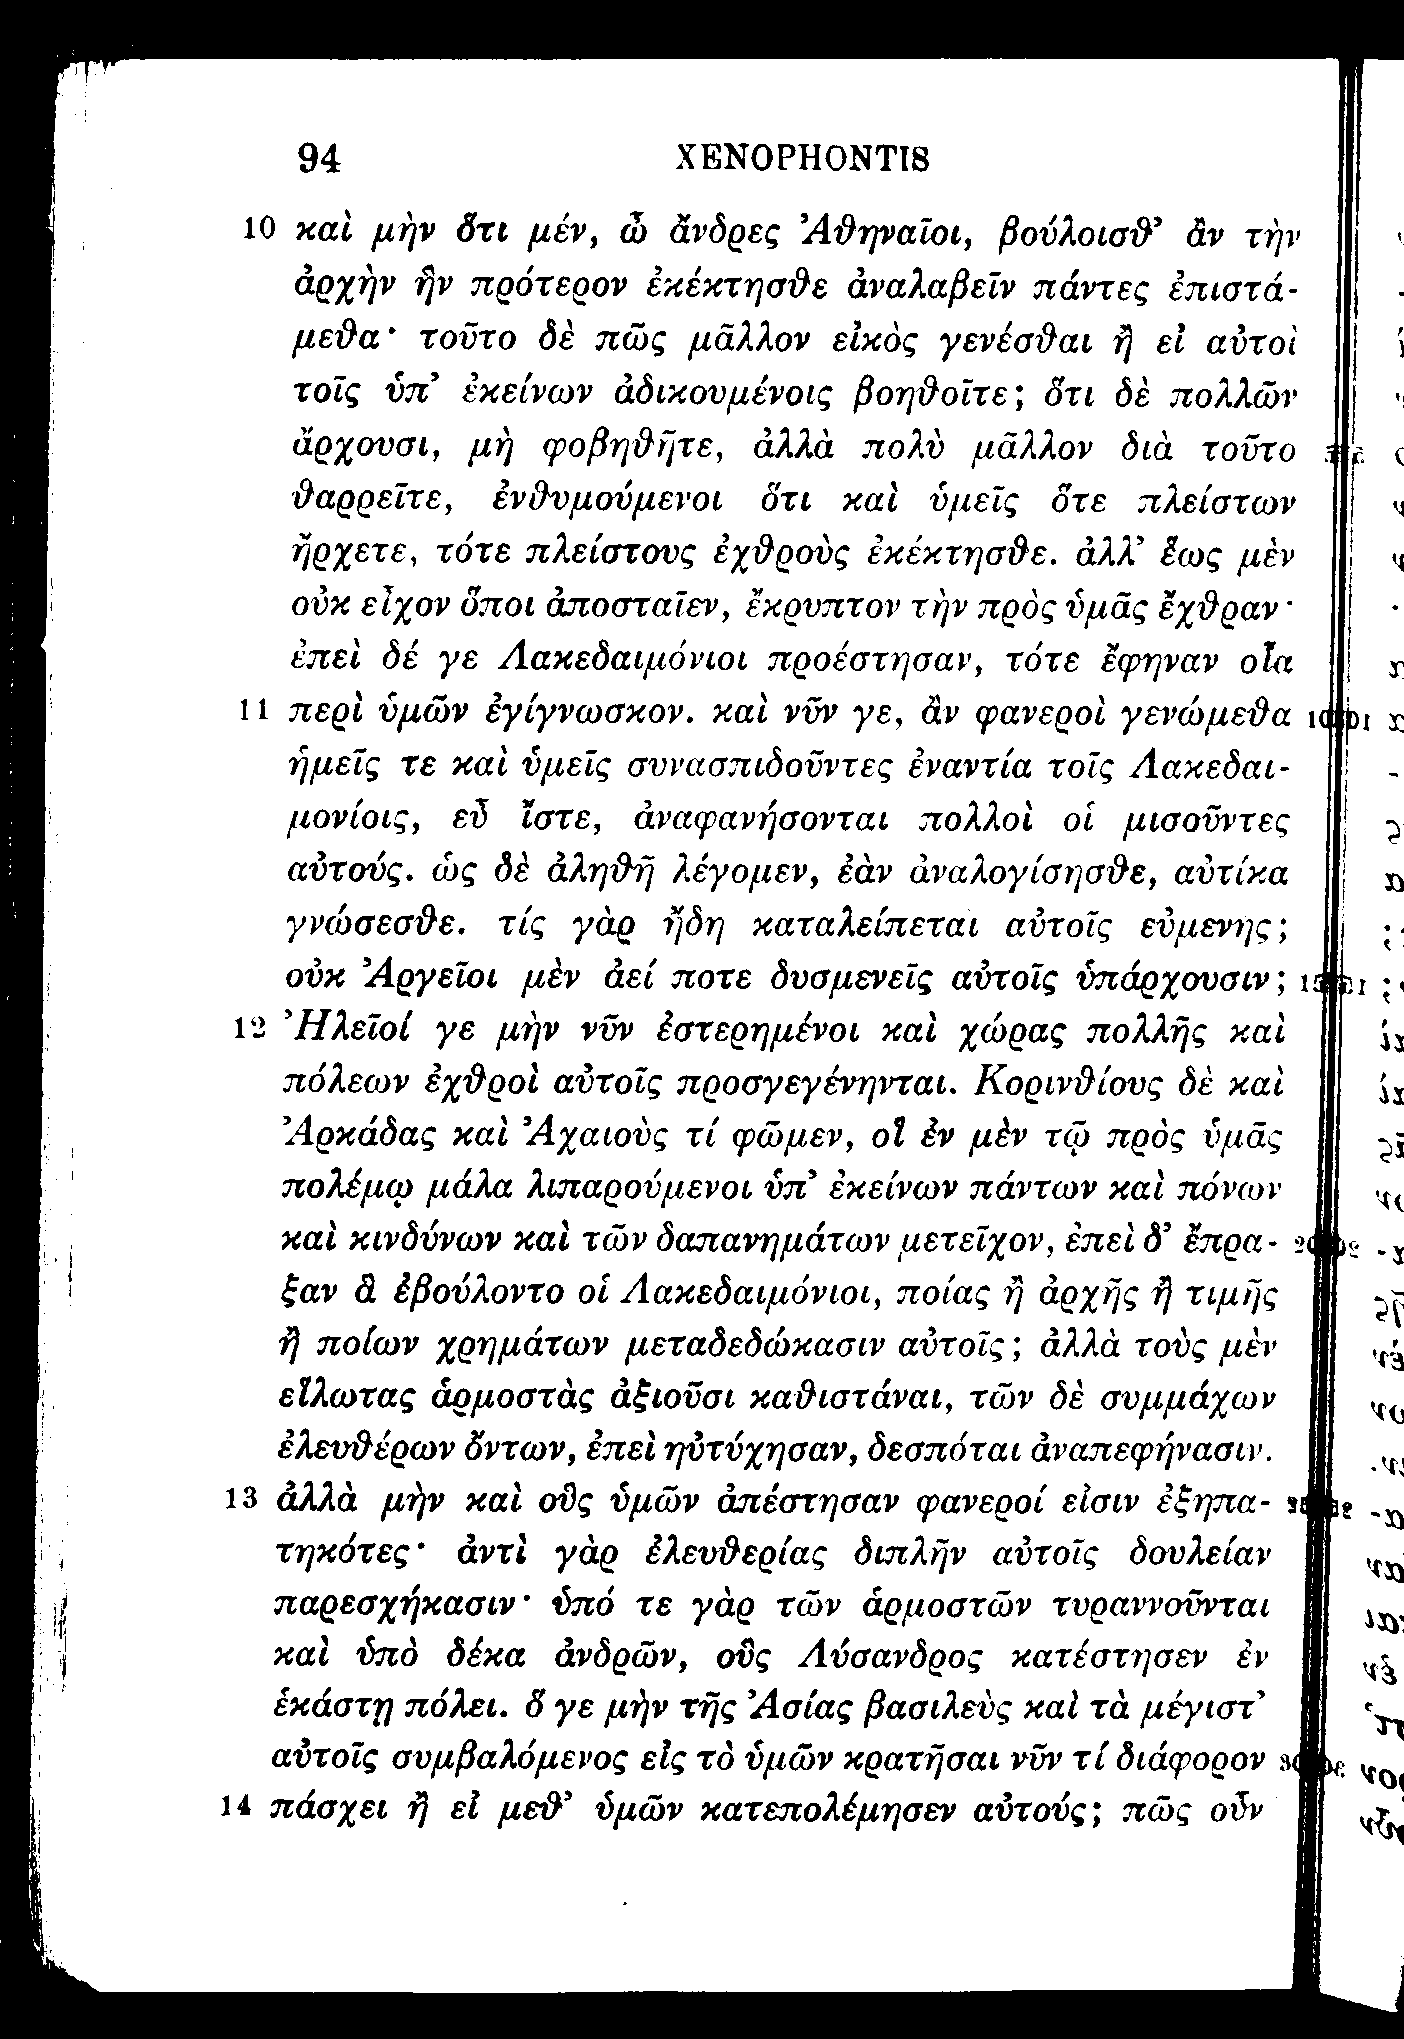 94 XENOPHONTIS
10 καὶ μὴν ὅτι μέν, ὦ ἄνδρες Ἀθηναῖοι, βούλοισθ’ ἂν τὴν
ἀρχὴν ἣν πρότερον ἐκέκτησθε ἀναλαβεῖν πάντες ἐπιστά-
μεθα· τοῦτο δὲ πῶς μᾶλλον εἰκὸς γενέσθαι ἢ εἰ αὐτοὶ
τοῖς ὑπ’ ἐκείνων ἀδικουμένοις βοηθοῖτε; ὅτι δὲ πολλῶν
ἄρχουσι, μὴ φοβηθῆτε, ἀλλὰ πολὺ μᾶλλον διὰ τοῦτο
θαρρεῖτε, ἐνθυμούμενοι ὅτι καὶ ὑμεῖς ὅτε πλείστων
ἤρχετε, τότε πλείστους ἐχθροὺς ἐκέκτησθε. ἀλλ’ ἕως μὲν
οὐκ εἶχον ὅποι ἀποσταῖεν, ἔκρυπτον τὴν πρὸς ὑμᾶς ἔχθραν·
ἐπεὶ δέ γε Λακεδαιμόνιοι προέστησαν, τότε ἔφηναν οἷα
11 περὶ ὑμῶν ἐγίγνωσκον. καὶ νῦν γε, ἂν φανεροὶ γενώμεθα 10
ἡμεῖς τε καὶ ὑμεῖς συνασπιδοῦντες ἐναντία τοῖς Λακεδαι-
μονίοις, εὖ ἴστε, ἀναφανήσονται πολλοὶ οἱ μισοῦντες
αὐτούς. ὡς δὲ ἀληθῆ λέγομεν, ἐὰν ἀναλογίσησθε, αὐτίκα
γνώσεσθε. τίς γὰρ ἤδη καταλείπεται αὐτοῖς εὐμενής;
οὐκ Ἀργεῖοι μὲν ἀεί ποτε δυσμενεῖς αὐτοῖς ὑπάρχουσιν; 15
12 Ἠλεῖοί γε μὴν νῦν ἐστερημένοι καὶ χώρας πολλῆς καὶ
πόλεων ἐχθροὶ αὐτοῖς προσγεγένηνται. Κορινθίους δὲ καὶ
Ἀρκάδας καὶ Ἀχαιοὺς τί φῶμεν, οἳ ἐν μὲν τῷ πρὸς ὑμᾶς
πολέμῳ μάλα λιπαρούμενοι ὑπ’ ἐκείνων πάντων καὶ πόνων
καὶ κινδύνων καὶ τῶν δαπανημάτων μετεῖχον, ἐπεὶ δ’ ἔπρα- 20
ξαν ἃ ἐβούλοντο οἱ Λακεδαιμόνιοι, ποίας ἢ ἀρχῆς ἢ τιμῆς
ἢ ποίων χρημάτων μεταδεδώκασιν αὐτοῖς; ἀλλὰ τοὺς μὲν
εἵλωτας ἁρμοστὰς ἀξιοῦσι καθιστάναι, τῶν δὲ συμμάχων
ἐλευθέρων ὄντων, ἐπεὶ ηὐτύχησαν, δεσπόται ἀναπεφήνασιν.
13 ἀλλὰ μὴν καὶ οὓς ὑμῶν ἀπέστησαν φανεροί εἰσιν ἐξηπα-
τηκότες· ἀντὶ γὰρ ἐλευθερίας διπλῆν αὐτοῖς δουλείαν
παρεσχήκασιν· ὑπό τε γὰρ τῶν ἁρμοστῶν τυραννοῦνται
καὶ ὑπὸ δέκα ἀνδρῶν, οὓς Λύσανδρος κατέστησεν ἐν
ἑκάστῃ πόλει. ὅ γε μὴν τῆς Ἀσίας βασιλεὺς καὶ τὰ μέγιστ’
αὐτοῖς συμβαλόμενος εἰς τὸ ὑμῶν κρατῆσαι νῦν τί διάφορον
14 πάσχει ἢ εἰ μεθ’ ὑμῶν κατεπολέμησεν αὐτούς; πῶς οὖν